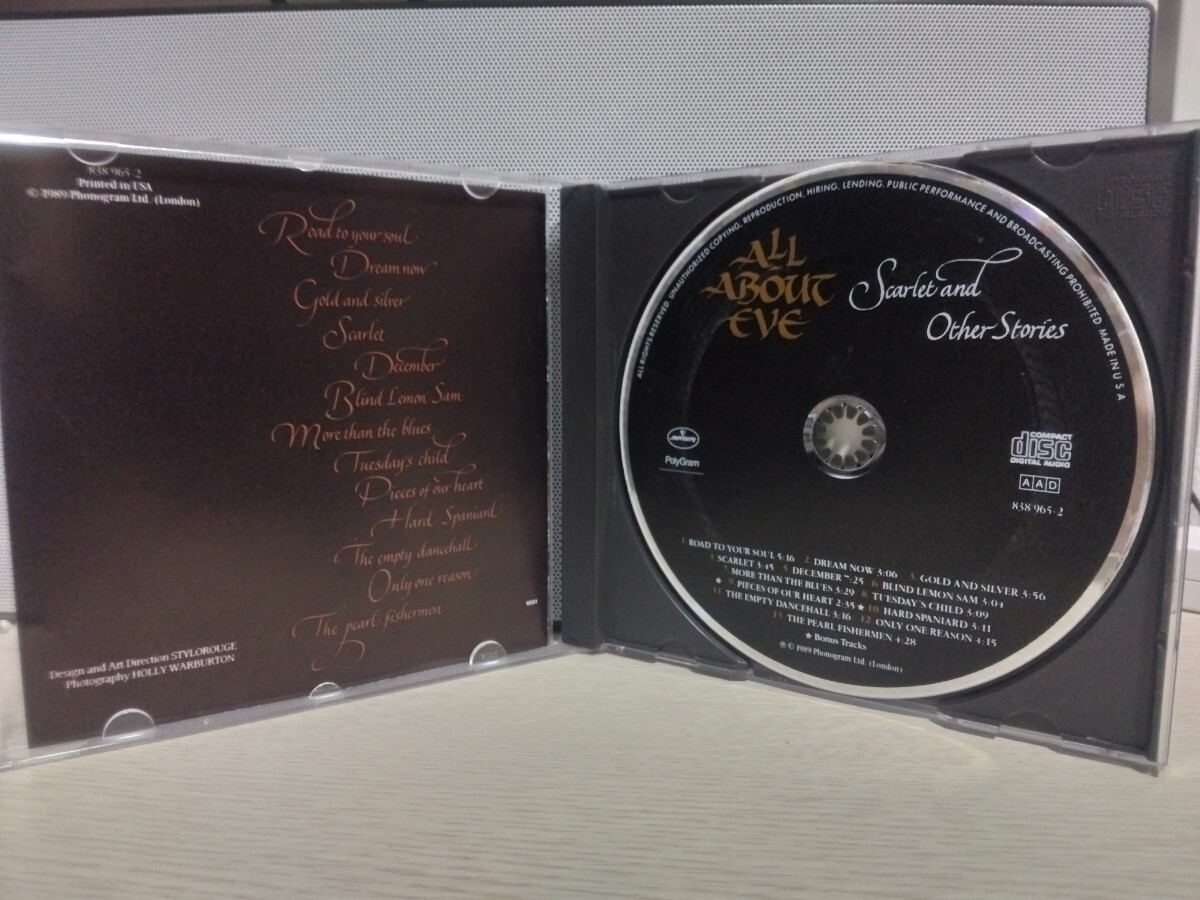 838 965-2
Printed in USA
© 1989 Phonogram Ltd. (London)
Road to your soul
Dream now
Gold and silver
Scarlet
December
Blind Lemon Sam
More than the blues
Tuesday's child
Pieces of our heart
Hard Spaniard
The empty dancehall
Only one reason
The pearl fishermen
Design and Art Direction STYLOROUGE
Photography HOLLY WARBURTON
ALL RIGHTS RESERVED. UNAUTHORIZED COPYING, REPRODUCTION, HIRING, LENDING, PUBLIC PERFORMANCE AND BROADCASTING PROHIBITED. MADE IN U S A
ALL
ABOUT
EVE
Scarlet and
Other Stories
mercury
PolyGram
COMPACT
disc
DIGITAL AUDIO
AAD
838 965-2
1 ROAD TO YOUR SOUL 5:16 2 DREAM NOW 3:06 3 GOLD AND SILVER 3:56
4 SCARLET 3:45 5 DECEMBER 7:25 6 BLIND LEMON SAM 3:04
7 MORE THAN THE BLUES 3:29 8 TUESDAY'S CHILD 3:09
★ 9 PIECES OF OUR HEART 2:35 ★ 10 HARD SPANIARD 3:11
11 THE EMPTY DANCEHALL 3:16 12 ONLY ONE REASON 4:15
13 THE PEARL FISHERMEN 4:28
★ Bonus Tracks
℗ © 1989 Phonogram Ltd. (London)